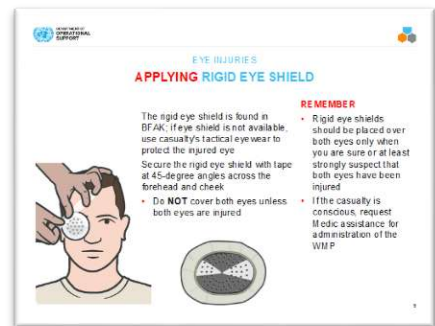 DEPARTMENT OF
OPERATIONAL
SUPPORT
EYE INJURIES
APPLYING RIGID EYE SHIELD
The rigid eye shield is found in
BFAK; if eye shield is not available,
use casualty's tactical eyewear to
protect the injured eye
Secure the rigid eye shield with tape
at 45-degree angles across the
forehead and cheek
• Do NOT cover both eyes unless
both eyes are injured
REMEMBER
• Rigid eye shields
should be placed over
both eyes only when
you are sure or at least
strongly suspect that
both eyes have been
injured
• If the casualty is
conscious, request
Medic assistance for
administration of the
WMP